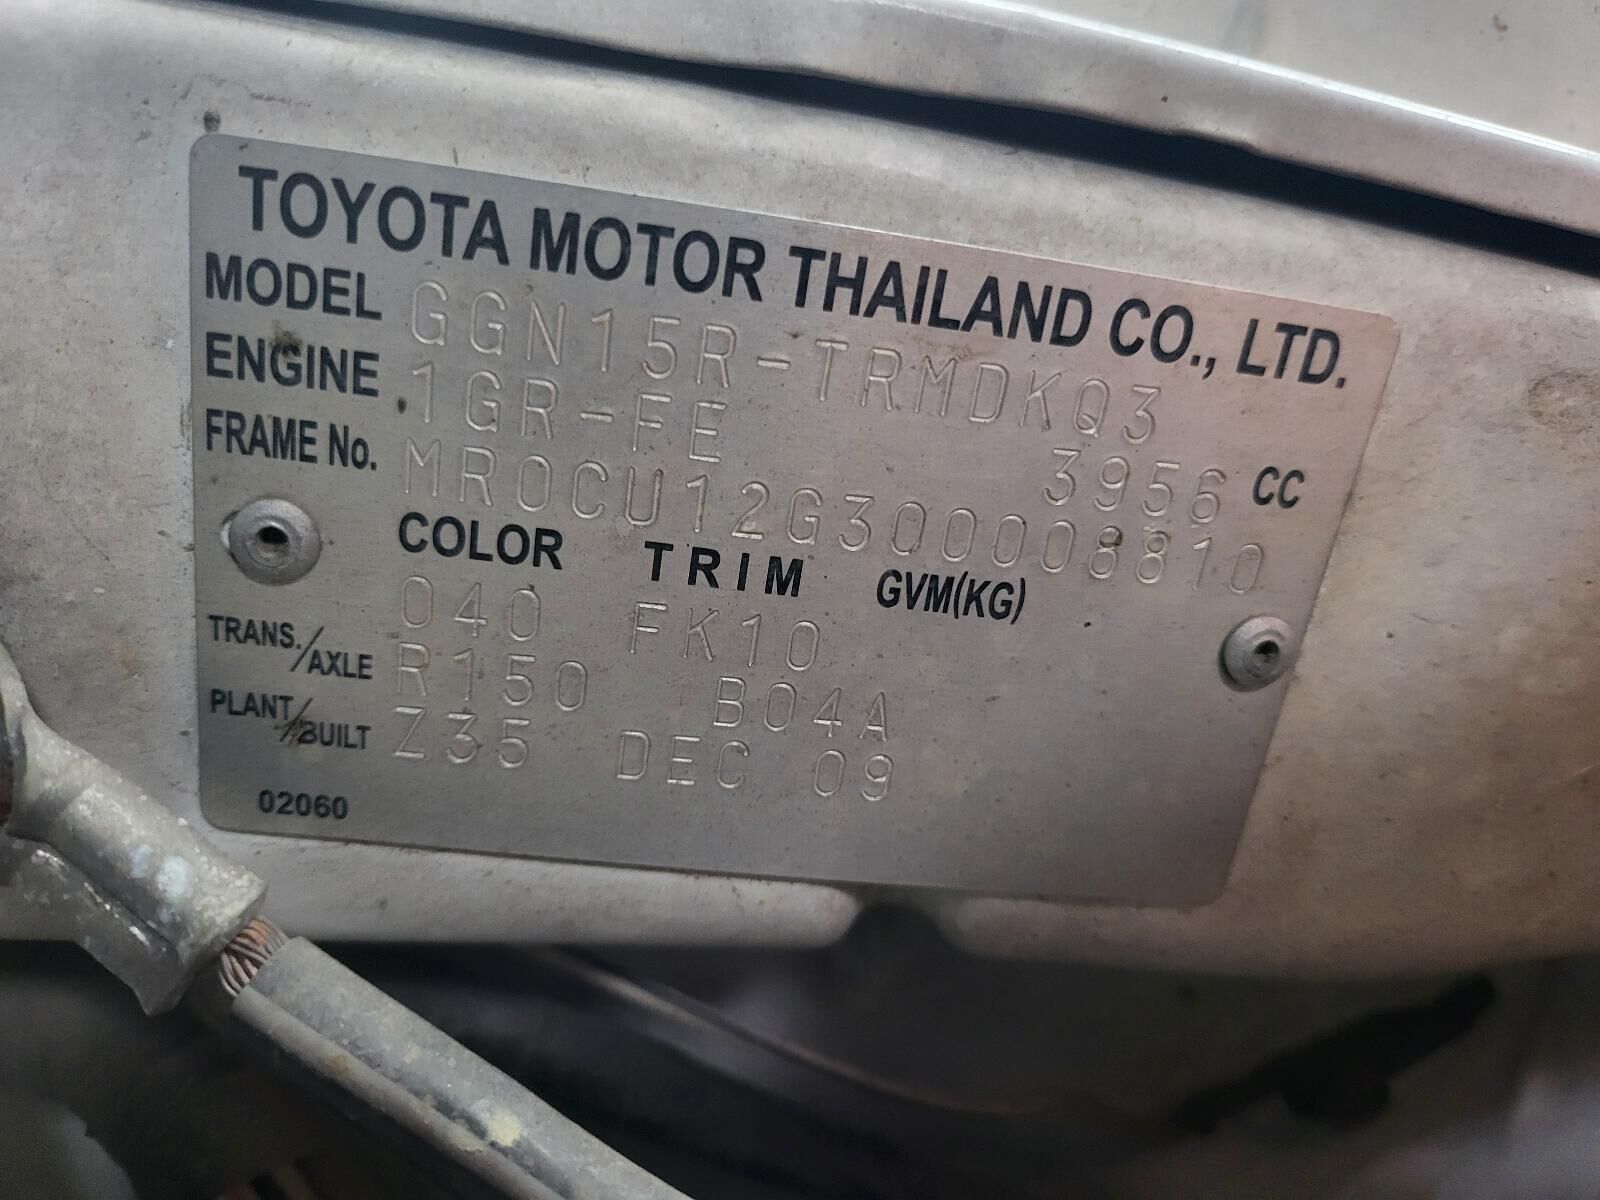 TOYOTA MOTOR THAILAND CO., LTD.
MODEL GGN15R-TRMDKQ3
ENGINE 1GR-FE 3956 CC
FRAME No. MR0CU12G300008810
COLOR TRIM GVM(KG)
040 FK10
TRANS./AXLE R150 B04A
PLANT/BUILT Z35 DEC 09
02060